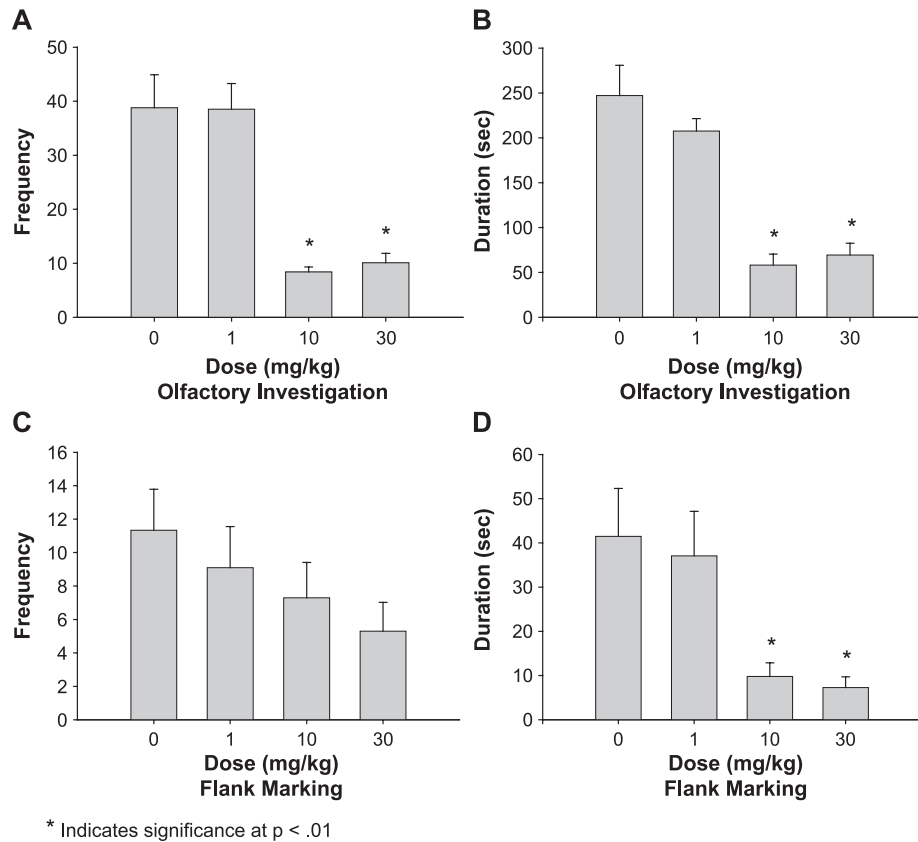 A
50
40
30
20
10
0
Frequency
* *
0 1 10 30
Dose (mg/kg)
Olfactory Investigation
B
300
250
200
150
100
50
0
Duration (sec)
* *
0 1 10 30
Dose (mg/kg)
Olfactory Investigation
C
16
14
12
10
8
6
4
2
0
Frequency
0 1 10 30
Dose (mg/kg)
Flank Marking
D
60
50
40
30
20
10
0
Duration (sec)
* *
0 1 10 30
Dose (mg/kg)
Flank Marking
* Indicates significance at p < .01